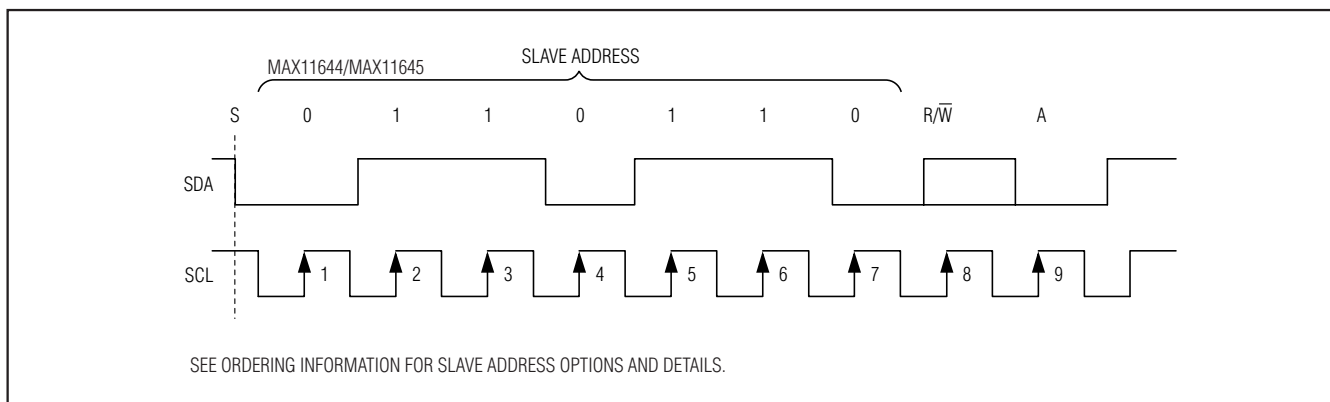 SLAVE ADDRESS
MAX11644/MAX11645
S 0 1 1 0 1 1 0 R/W̅ A
SDA
SCL 1 2 3 4 5 6 7 8 9
SEE ORDERING INFORMATION FOR SLAVE ADDRESS OPTIONS AND DETAILS.